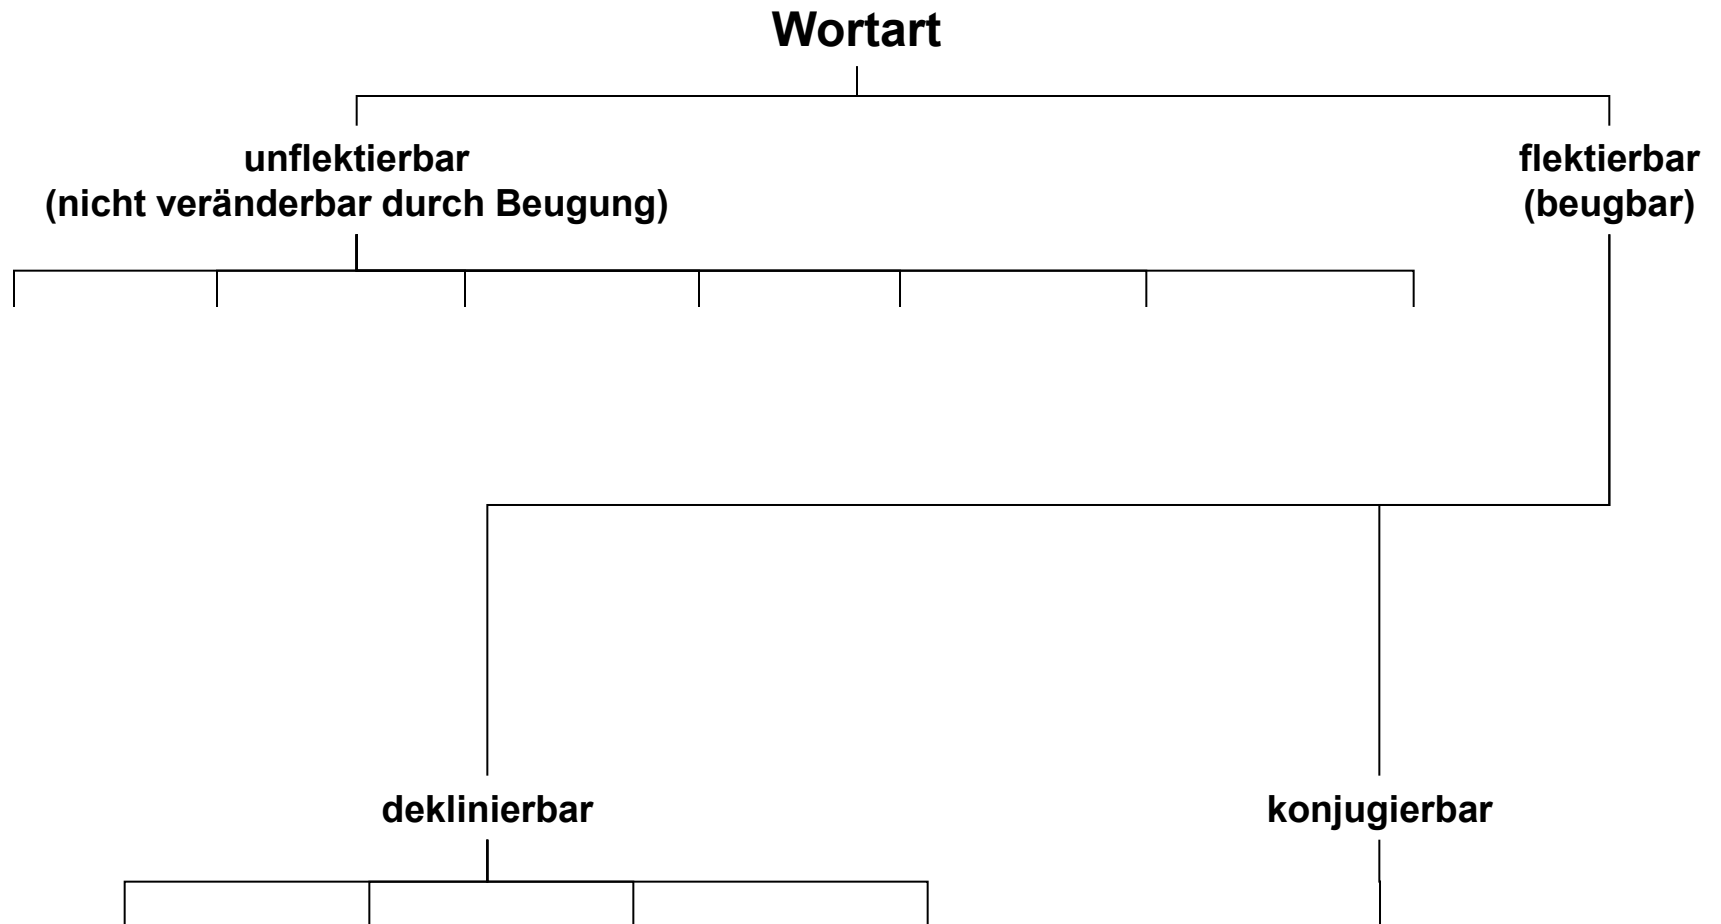 Wortart
unflektierbar
(nicht veränderbar durch Beugung)
flektierbar
(beugbar)
deklinierbar
konjugierbar